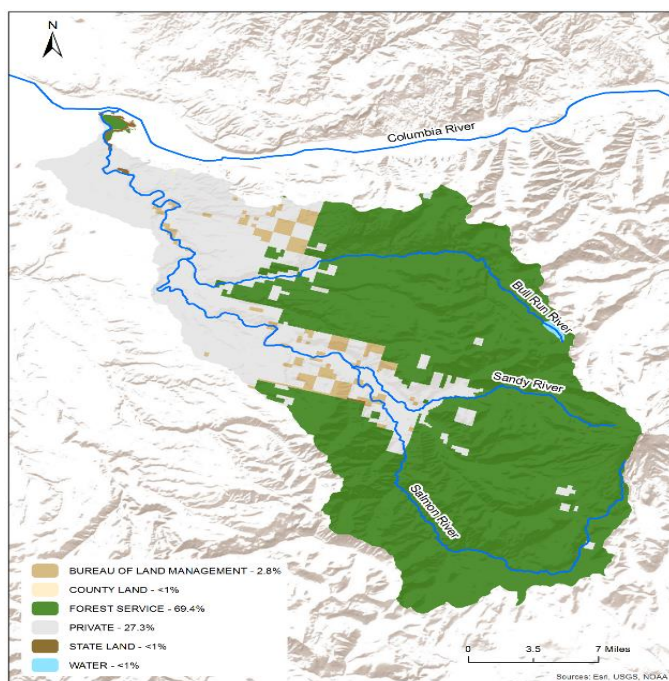 N
Columbia River
Bull Run River
Sandy River
Salmon River
BUREAU OF LAND MANAGEMENT - 2.8%
COUNTY LAND - <1%
FOREST SERVICE - 69.4%
PRIVATE - 27.3%
STATE LAND - <1%
WATER - <1%
0 3.5 7 Miles
Sources: Esri, USGS, NOAA